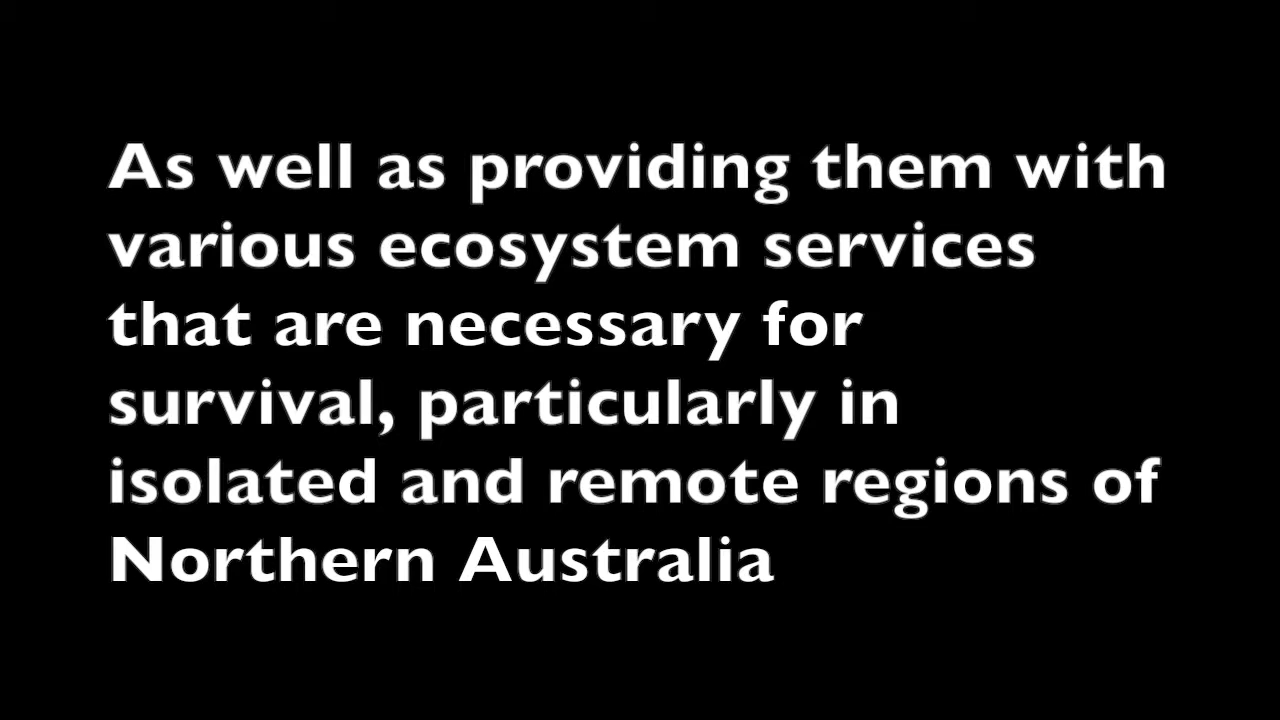 As well as providing them with
various ecosystem services
that are necessary for
survival, particularly in
isolated and remote regions of
Northern Australia